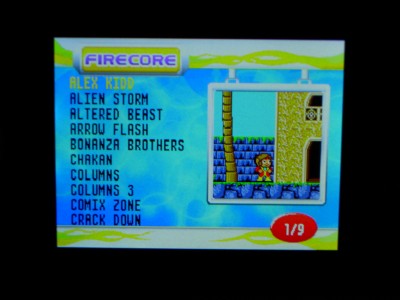 FIRECORE
ALEX KIDD
ALIEN STORM
ALTERED BEAST
ARROW FLASH
BONANZA BROTHERS
CHAKAN
COLUMNS
COLUMNS 3
COMIX ZONE
CRACK DOWN
1/9